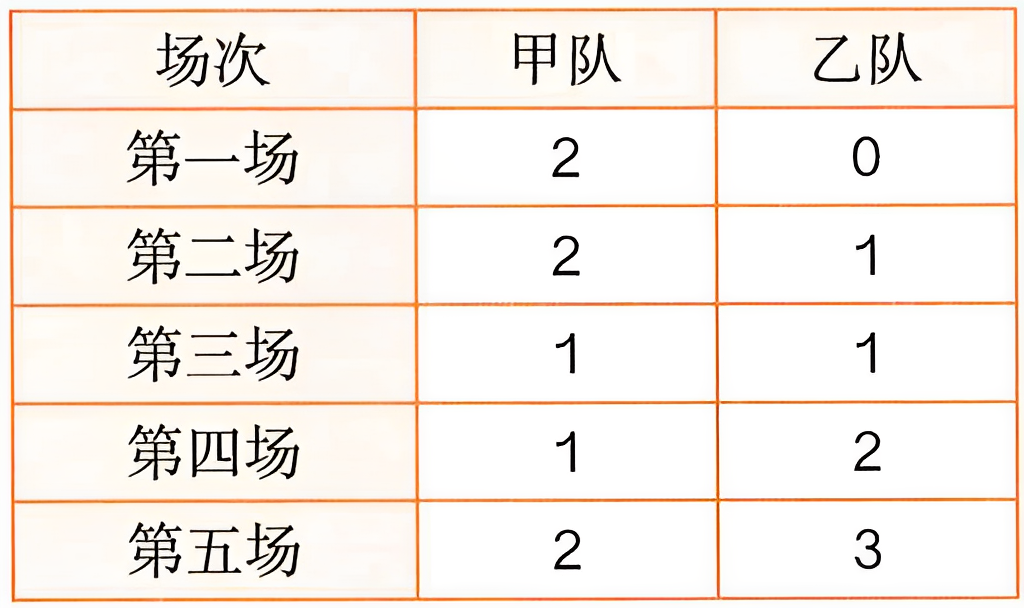 场次 甲队 乙队
第一场 2 0
第二场 2 1
第三场 1 1
第四场 1 2
第五场 2 3